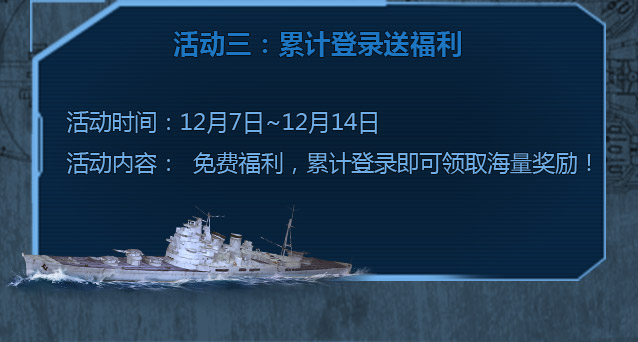 活动三：累计登录送福利
活动时间：12月7日~12月14日
活动内容： 免费福利，累计登录即可领取海量奖励！